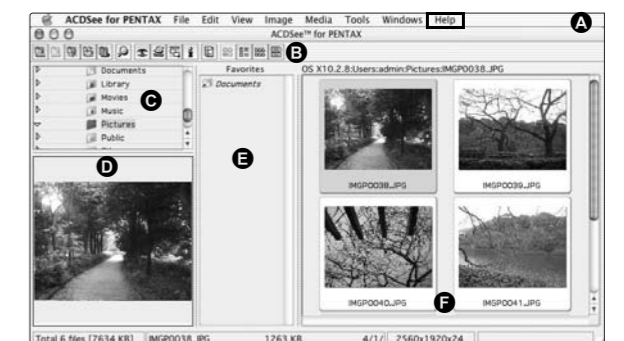 ACDSee for PENTAX File Edit View Image Media Tools Windows Help A
ACDSee™ for PENTAX
B
Documents
Library
Movies
Music
Pictures
Public
C
Favorites
Documents
OS X10.2.8:Users:admin:Pictures:IMGP0038.JPG
D
E
IMGP0038.JPG IMGP0039.JPG
IMGP0040.JPG F IMGP0041.JPG
Total 6 files [7634 KB] IMGP0038.JPG 1263 KB 4/1/ 2560x1920x24